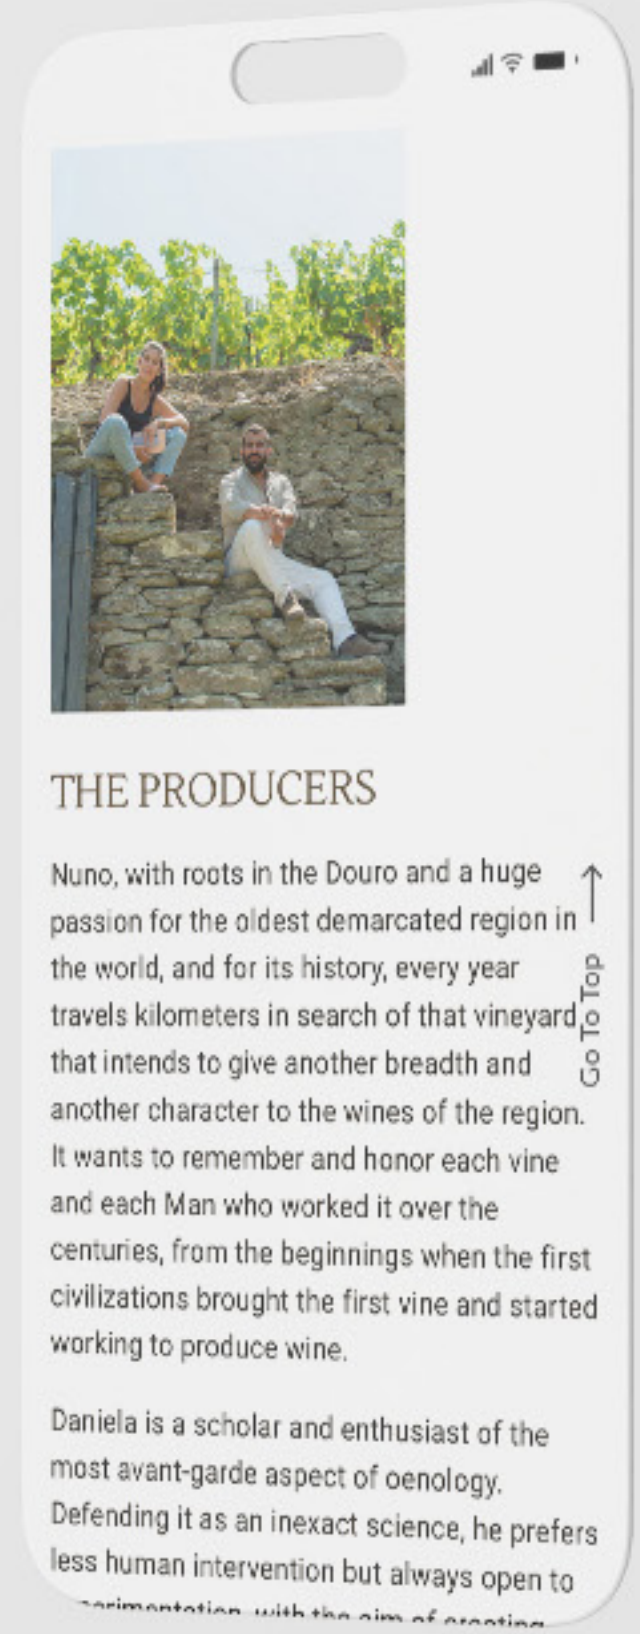 THE PRODUCERS
Nuno, with roots in the Douro and a huge
passion for the oldest demarcated region in
the world, and for its history, every year
travels kilometers in search of that vineyard
that intends to give another breadth and
another character to the wines of the region.
It wants to remember and honor each vine
and each Man who worked it over the
centuries, from the beginnings when the first
civilizations brought the first vine and started
working to produce wine.
Go To Top
Daniela is a scholar and enthusiast of the
most avant-garde aspect of oenology.
Defending it as an inexact science, he prefers
less human intervention but always open to
with the aim of creating